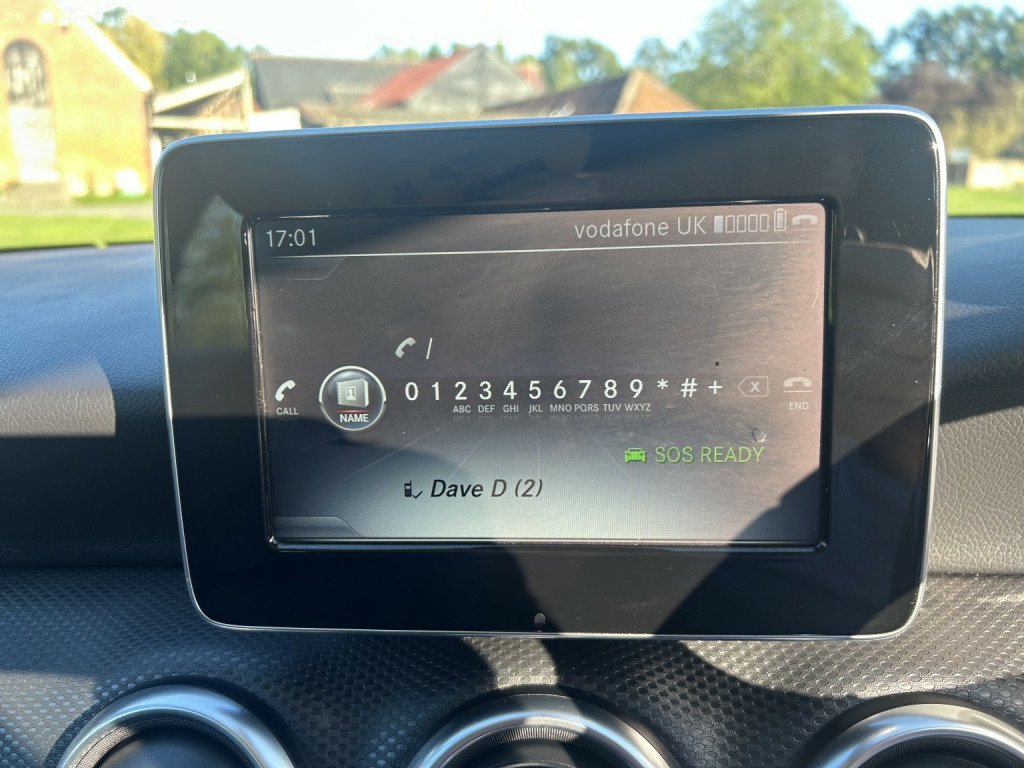 17:01 vodafone UK
/
CALL NAME 0 1 2 3 4 5 6 7 8 9 * # + X END
ABC DEF GHI JKL MNO PQRS TUV WXYZ
SOS READY
Dave D (2)